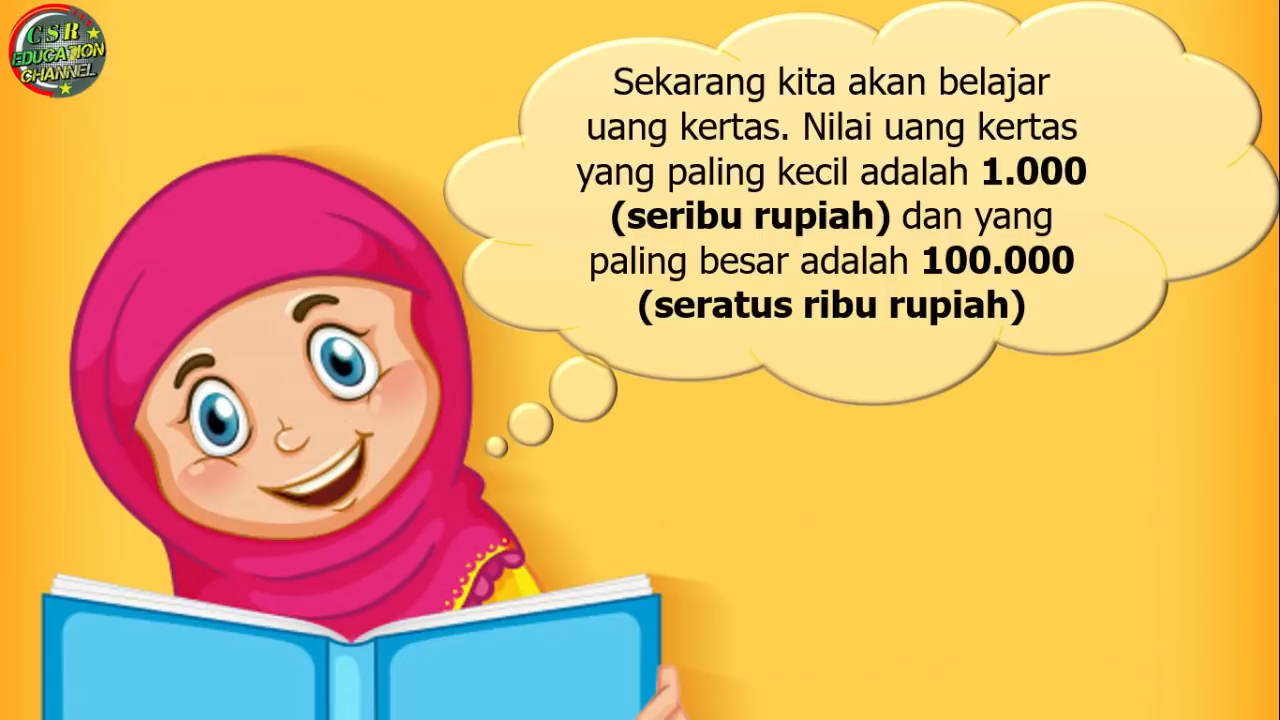 CSR
EDUCATION
CHANNEL
Sekarang kita akan belajar
uang kertas. Nilai uang kertas
yang paling kecil adalah 1.000
(seribu rupiah) dan yang
paling besar adalah 100.000
(seratus ribu rupiah)